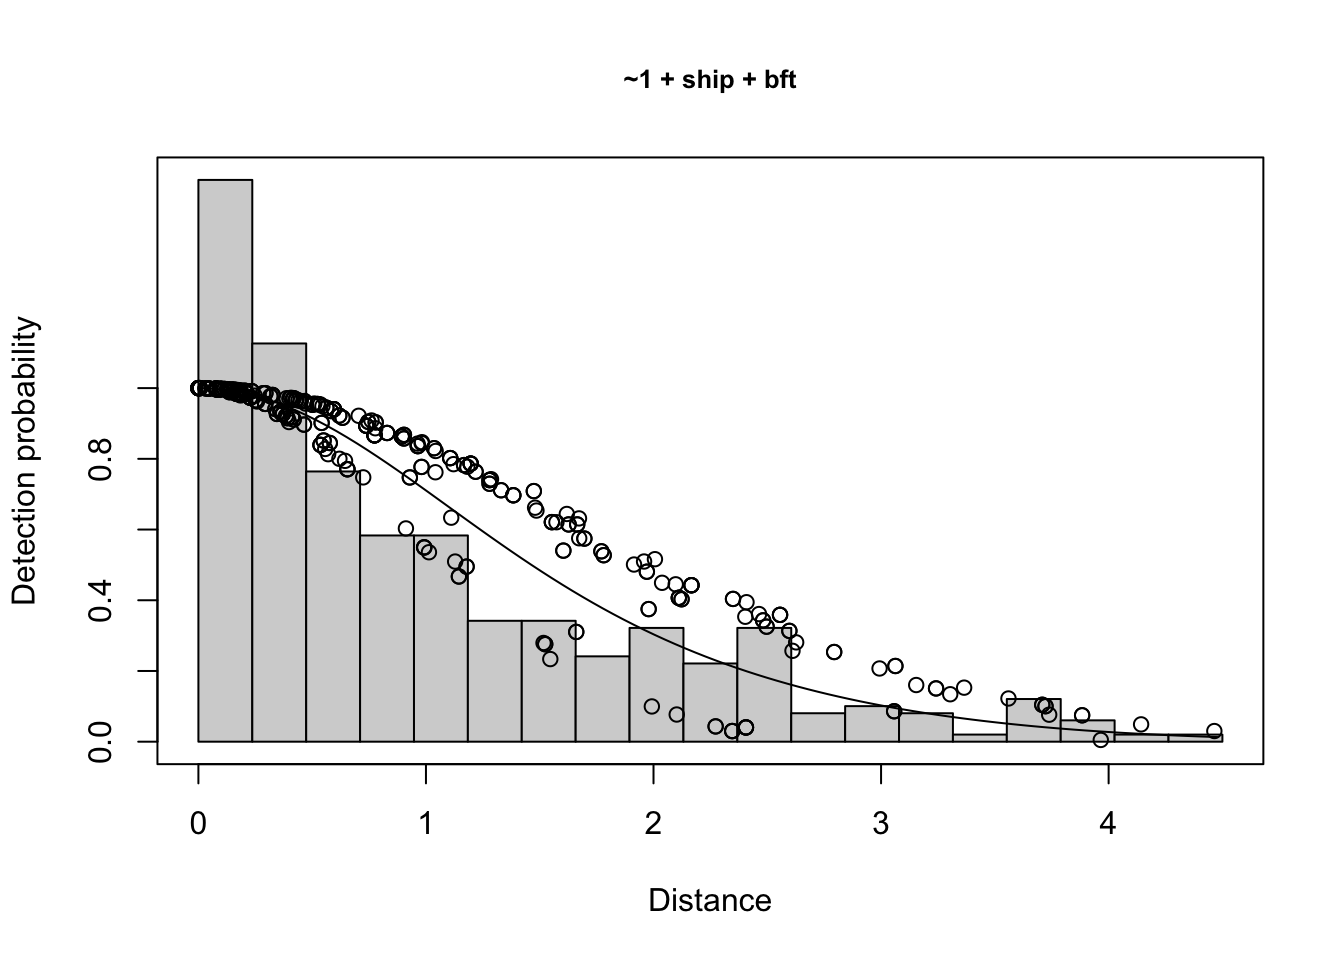 ~1 + ship + bft
Detection probability
0.8
0.4
0.0
0 1 2 3 4
Distance